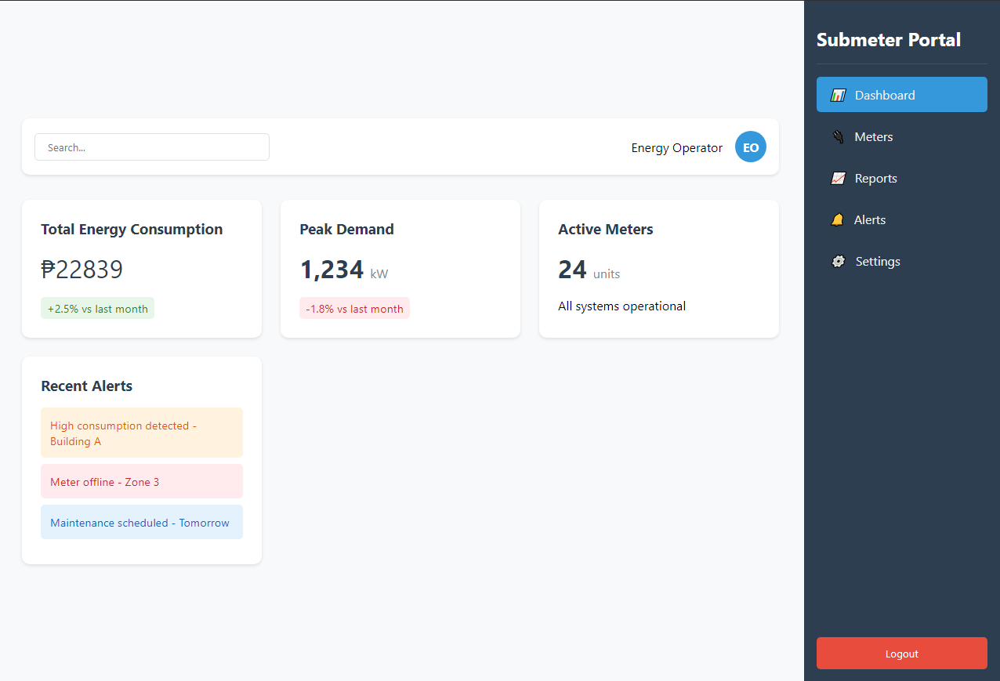 Search...
Energy Operator
EO
Total Energy Consumption
₱22839
+2.5% vs last month
Peak Demand
1,234 kW
-1.8% vs last month
Active Meters
24 units
All systems operational
Recent Alerts
High consumption detected -
Building A
Meter offline - Zone 3
Maintenance scheduled - Tomorrow
Submeter Portal
Dashboard
Meters
Reports
Alerts
Settings
Logout